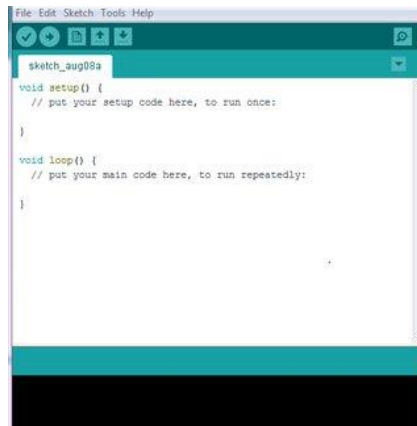 File Edit Sketch Tools Help
sketch_aug08a
void setup() {
// put your setup code here, to run once:
}
void loop() {
// put your main code here, to run repeatedly:
}